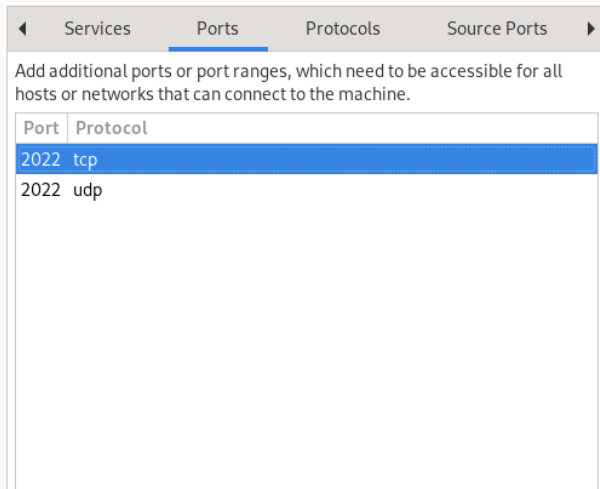 Services Ports Protocols Source Ports
Add additional ports or port ranges, which need to be accessible for all
hosts or networks that can connect to the machine.
Port Protocol
2022 tcp
2022 udp